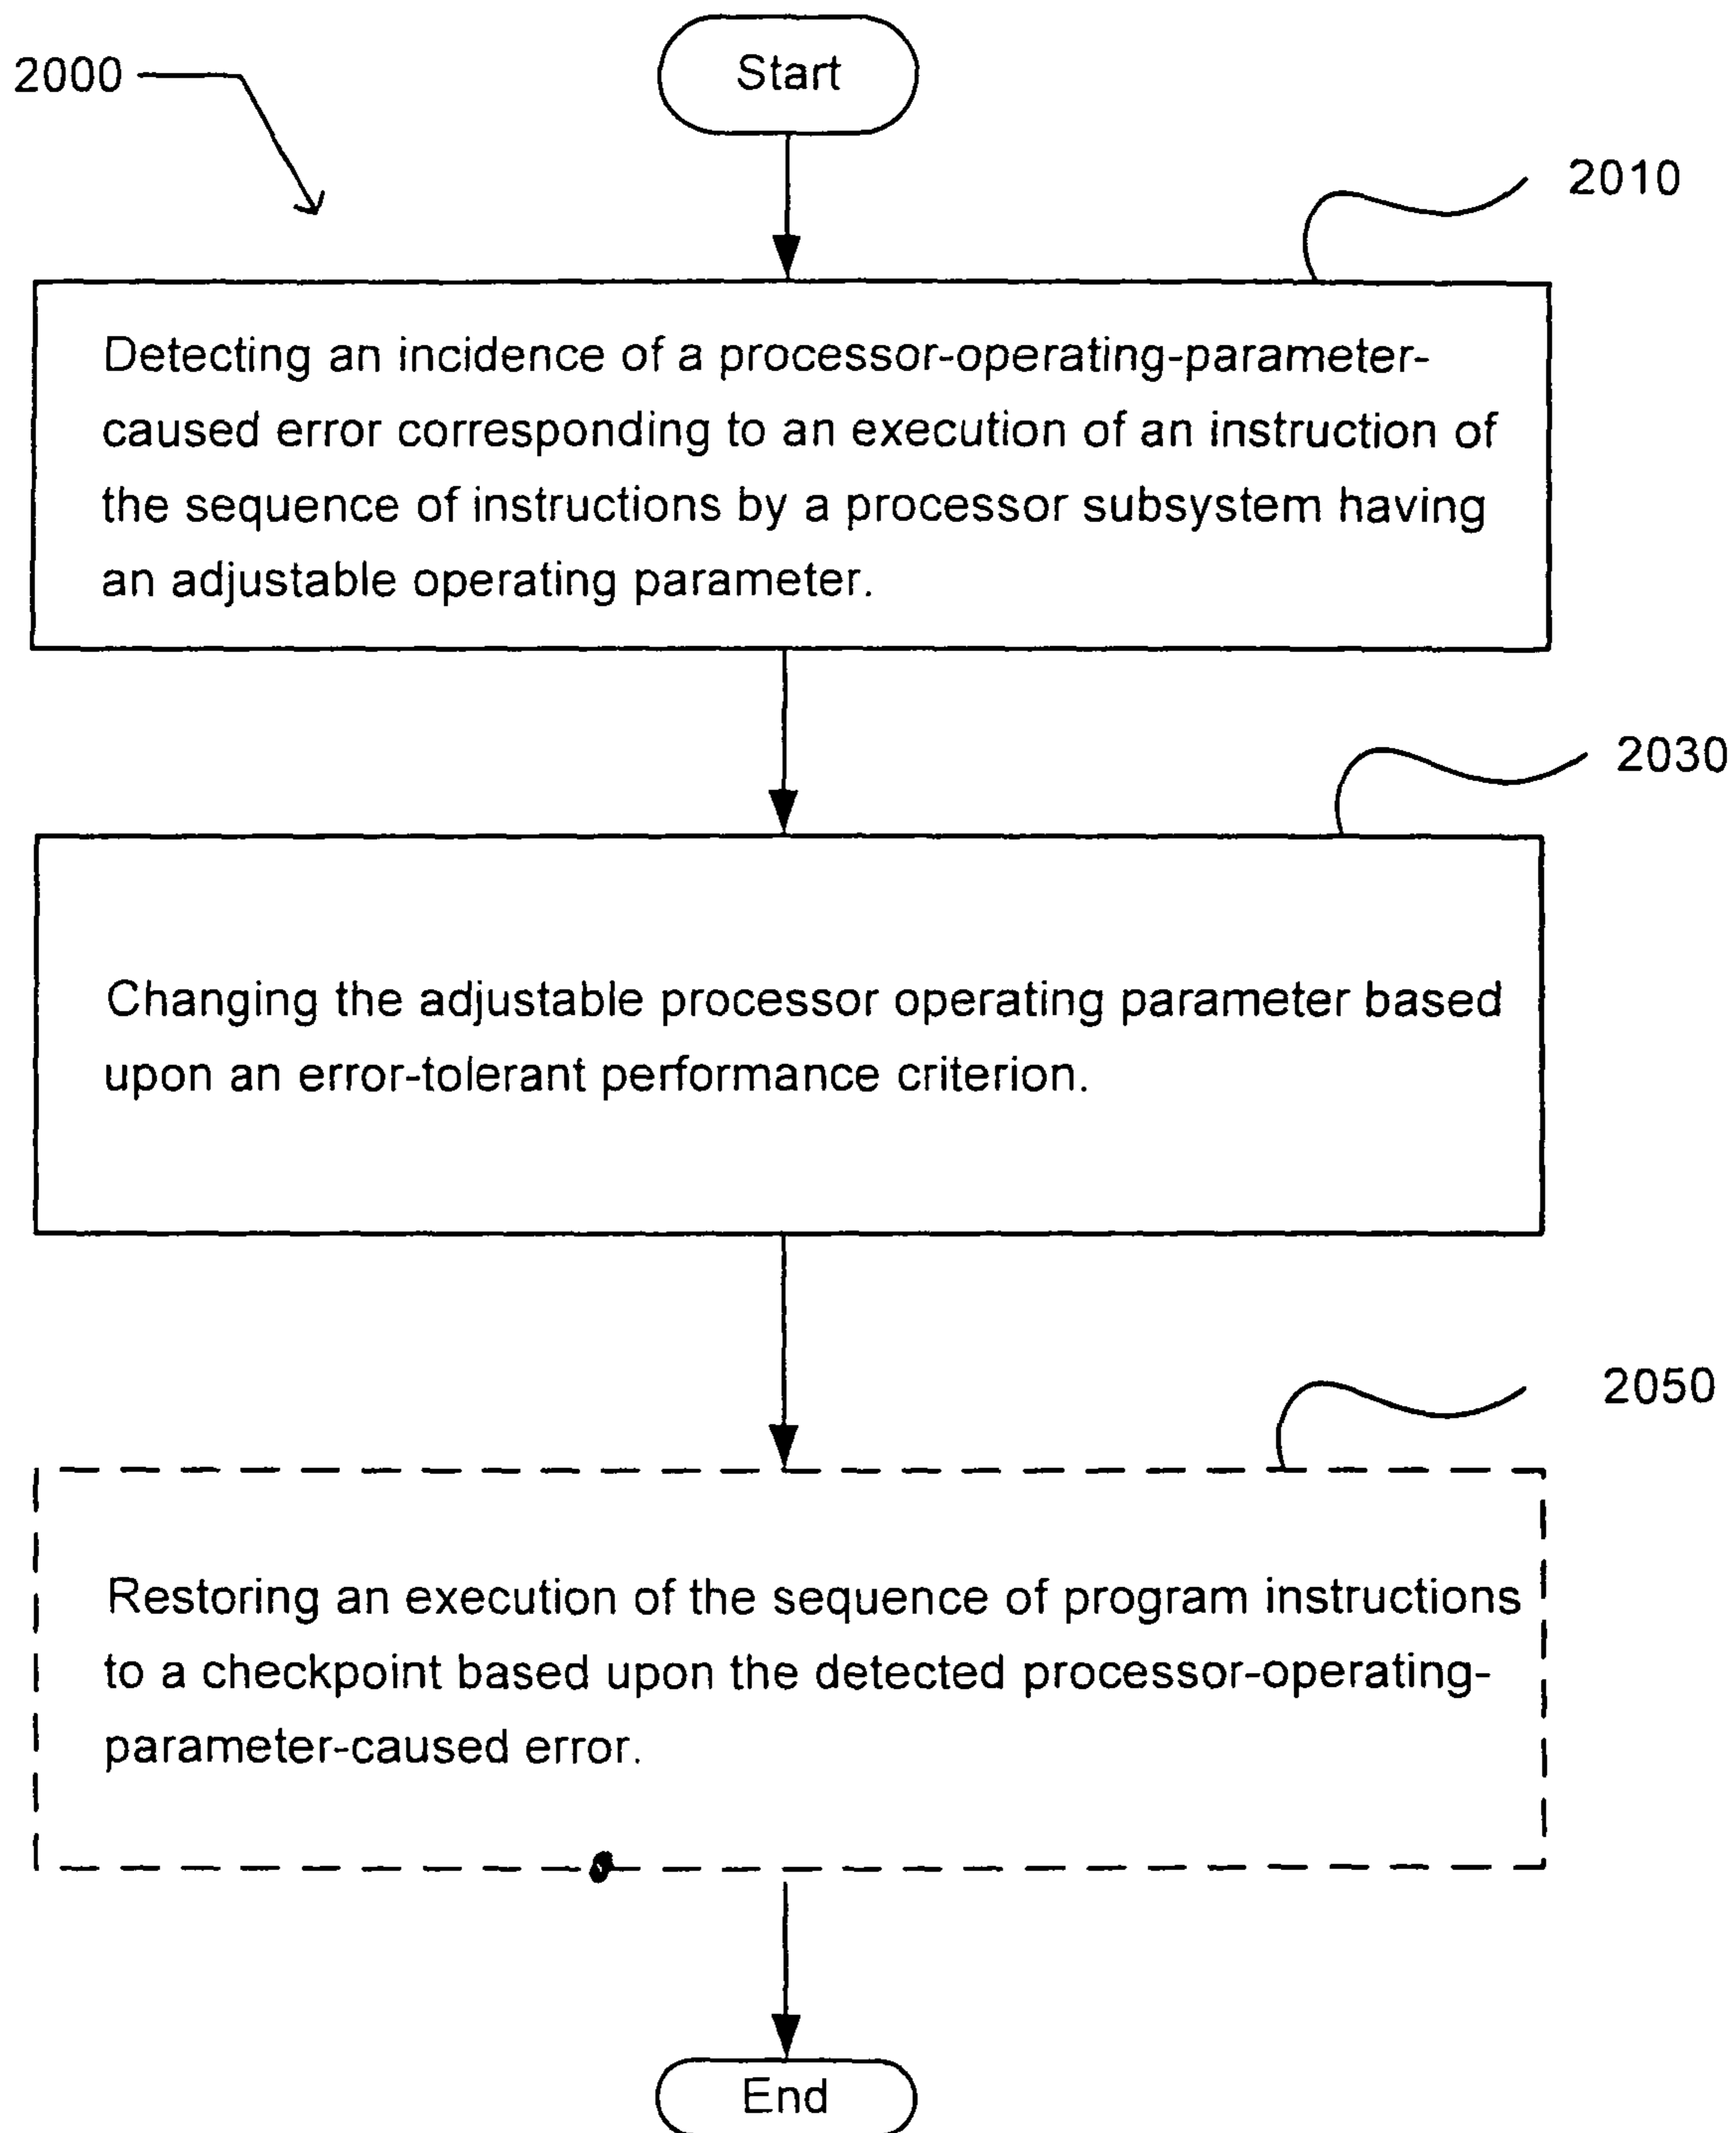 Start
2000
2010
Detecting an incidence of a processor-operating-parameter-
caused error corresponding to an execution of an instruction of
the sequence of instructions by a processor subsystem having
an adjustable operating parameter.
2030
Changing the adjustable processor operating parameter based
upon an error-tolerant performance criterion.
2050
Restoring an execution of the sequence of program instructions
to a checkpoint based upon the detected processor-operating-
parameter-caused error.
End